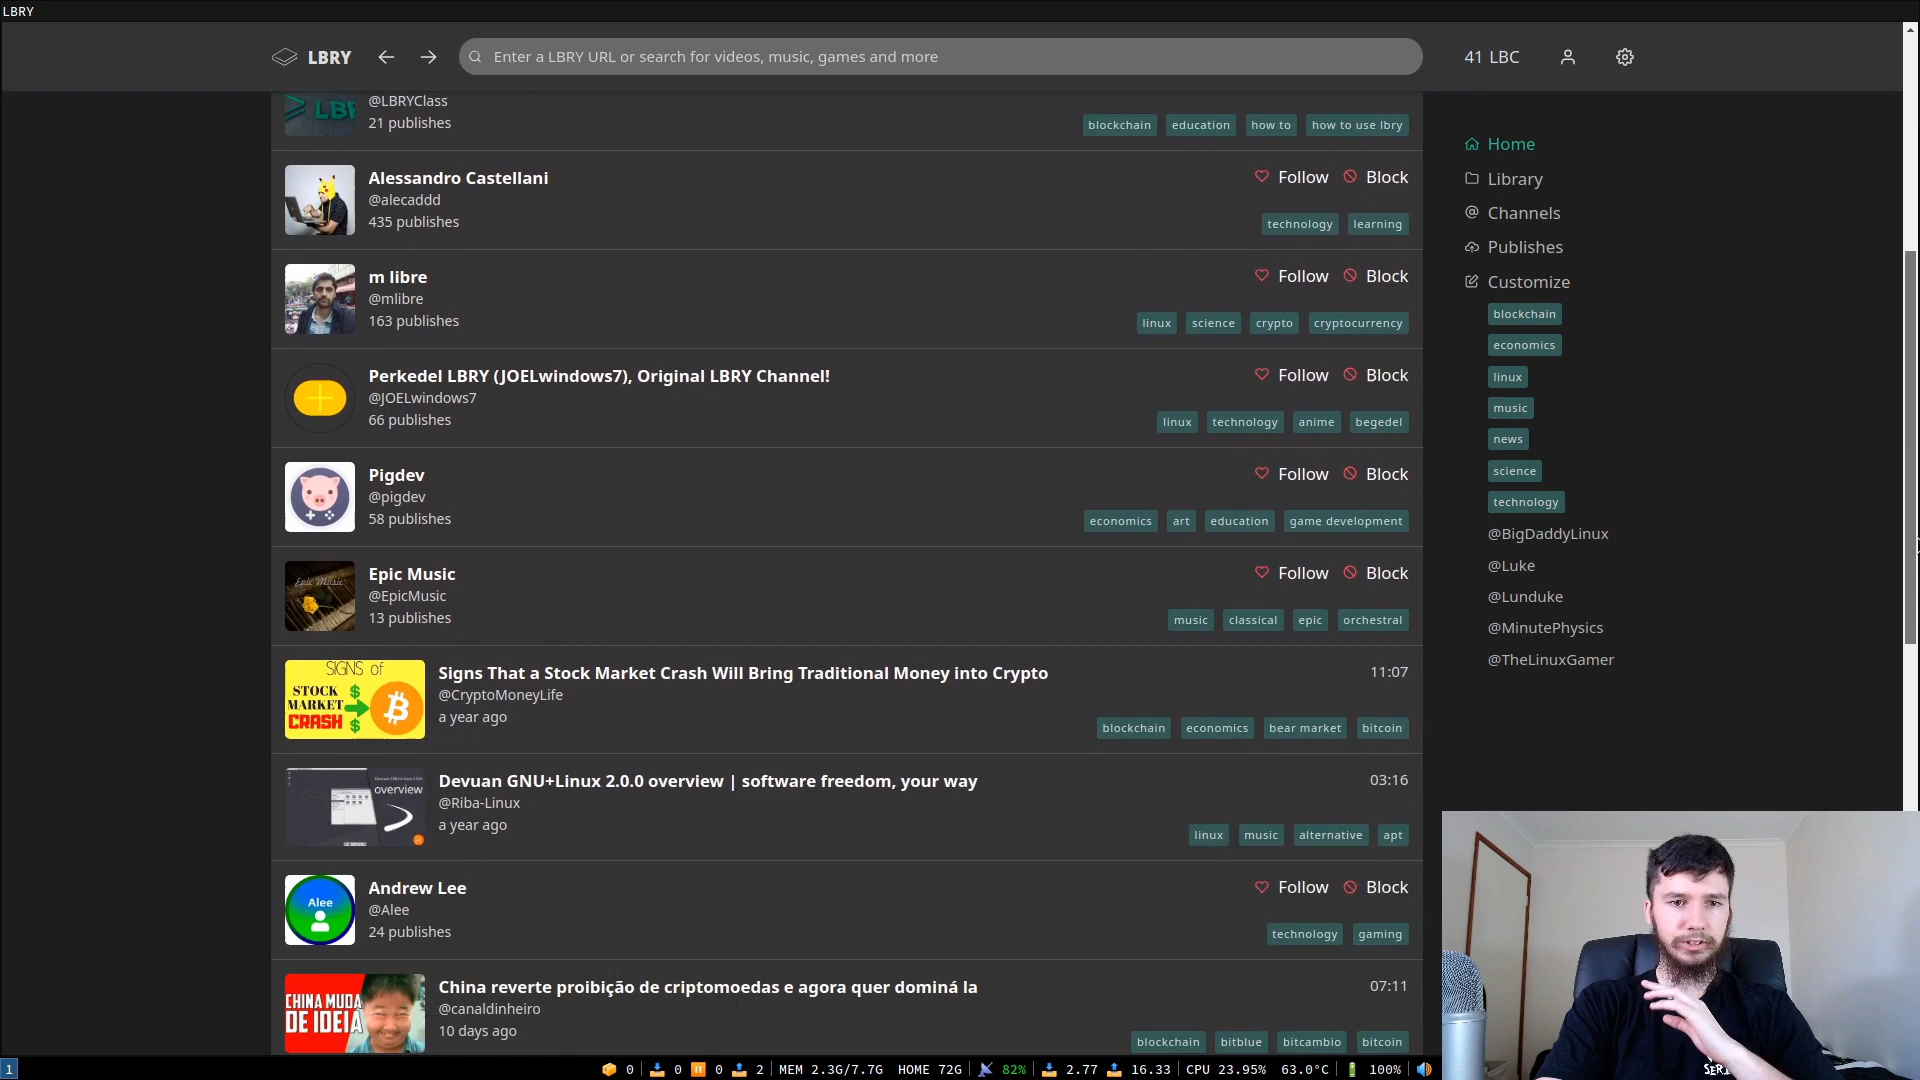 LBRY
LBRY
Enter a LBRY URL or search for videos, music, games and more
41 LBC
@LBRYClass
21 publishes
blockchain education how to how to use lbry
Alessandro Castellani
@alecaddd
435 publishes
Follow Block
technology learning
m libre
@mlibre
163 publishes
Follow Block
linux science crypto cryptocurrency
Perkedel LBRY (JOELwindows7), Original LBRY Channel!
@JOELwindows7
66 publishes
Follow Block
linux technology anime begedel
Pigdev
@pigdev
58 publishes
Follow Block
economics art education game development
Epic Music
Epic Music
@EpicMusic
13 publishes
Follow Block
music classical epic orchestral
SIGNS OF
STOCK
MARKET
CRASH
Signs That a Stock Market Crash Will Bring Traditional Money into Crypto
@CryptoMoneyLife
a year ago
11:07
blockchain economics bear market bitcoin
overview
Devuan GNU+Linux 2.0.0 overview | software freedom, your way
@Riba-Linux
a year ago
03:16
linux music alternative apt
Alee
Andrew Lee
@Alee
24 publishes
Follow Block
technology gaming
CHINA MUDA
DE IDEIA
China reverte proibição de criptomoedas e agora quer dominá la
@canaldinheiro
10 days ago
07:11
blockchain bitblue bitcambio bitcoin
Home
Library
Channels
Publishes
Customize
blockchain
economics
linux
music
news
science
technology
@BigDaddyLinux
@Luke
@Lunduke
@MinutePhysics
@TheLinuxGamer
1
0 0 0 2 MEM 2.3G/7.7G HOME 72G 82% 2.77 16.33 CPU 23.95% 63.0°C 100%